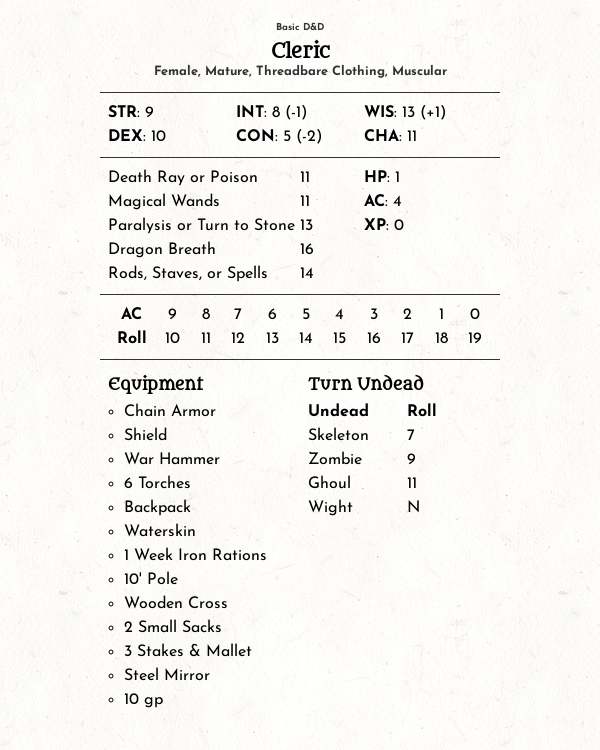 Basic D&D
Cleric
Female, Mature, Threadbare Clothing, Muscular
STR: 9 INT: 8 (-1) WIS: 13 (+1)
DEX: 10 CON: 5 (-2) CHA: 11
Death Ray or Poison 11 HP: 1
Magical Wands 11 AC: 4
Paralysis or Turn to Stone 13 XP: 0
Dragon Breath 16
Rods, Staves, or Spells 14
AC 9 8 7 6 5 4 3 2 1 0
Roll 10 11 12 13 14 15 16 17 18 19
Equipment
Chain Armor
Shield
War Hammer
6 Torches
Backpack
Waterskin
1 Week Iron Rations
10' Pole
Wooden Cross
2 Small Sacks
3 Stakes & Mallet
Steel Mirror
10 gp
Turn Undead
Undead Roll
Skeleton 7
Zombie 9
Ghoul 11
Wight N